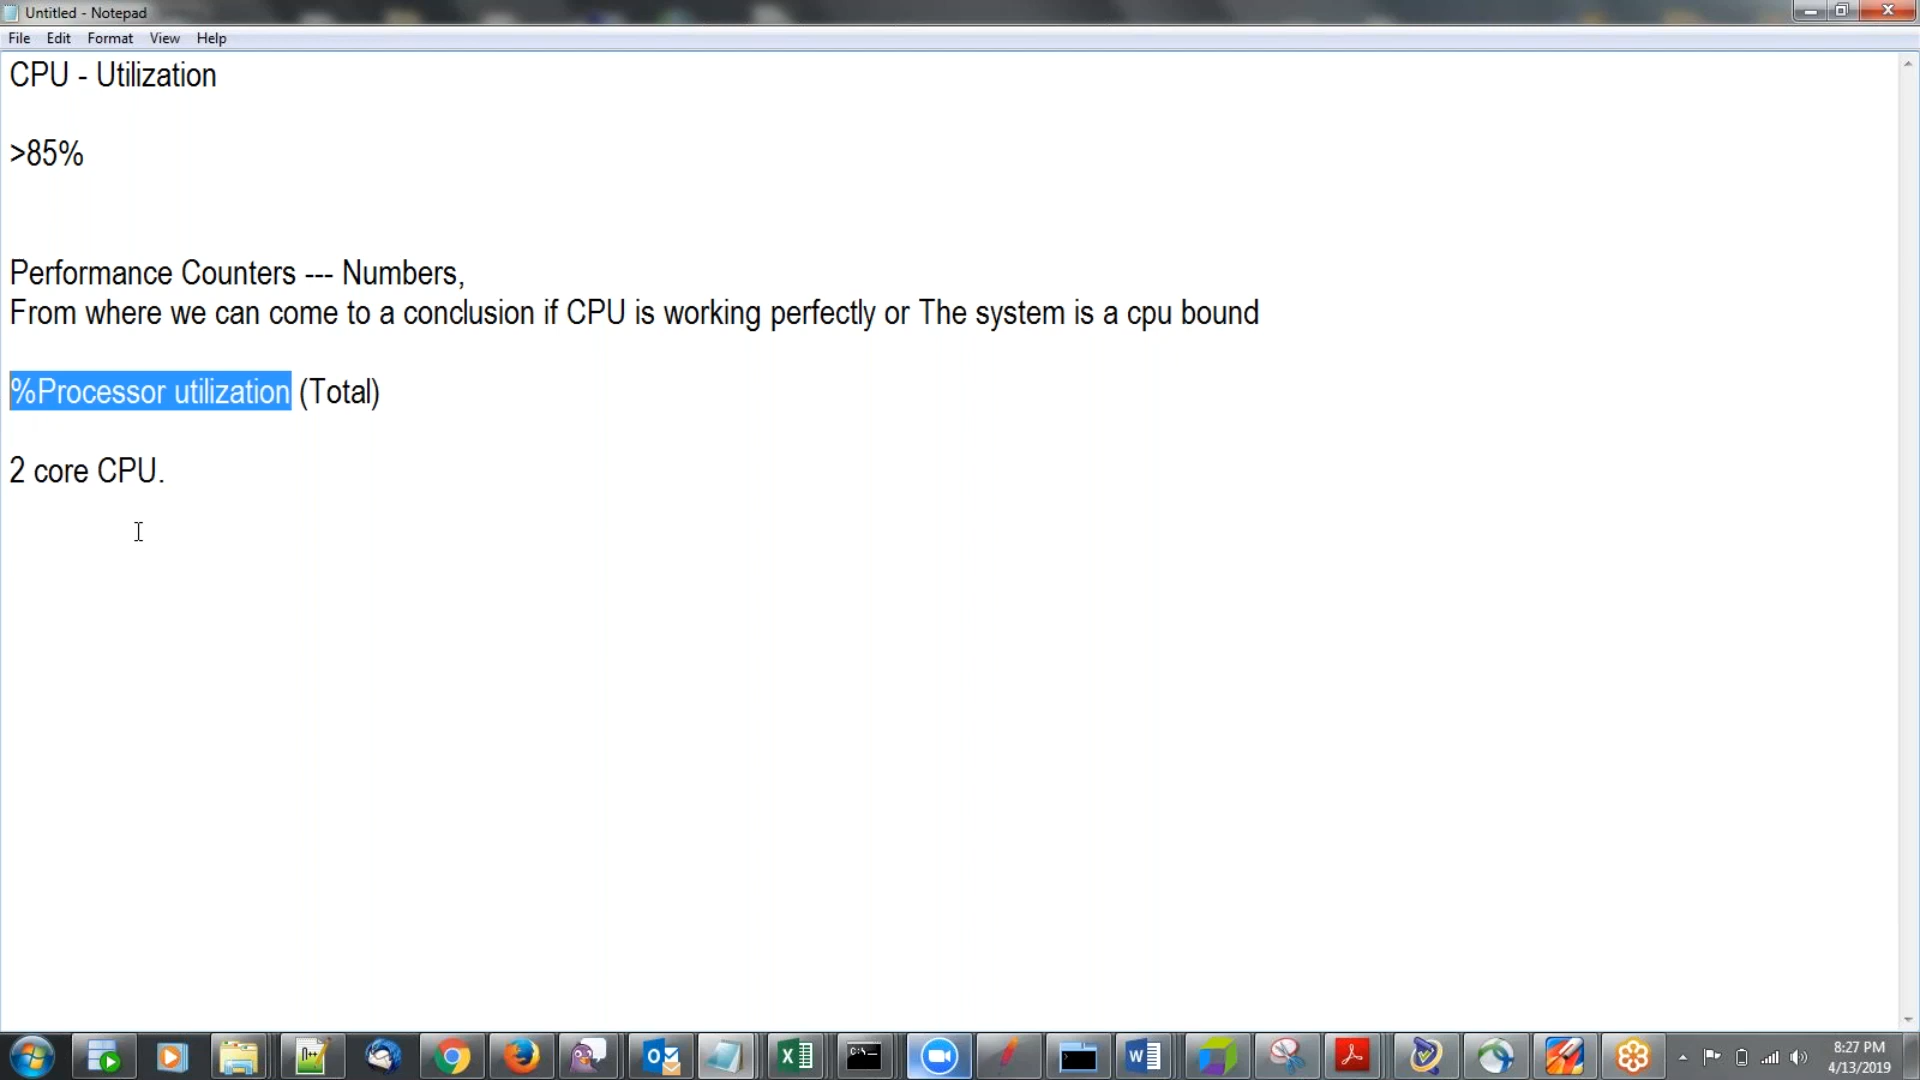 Untitled - Notepad
File Edit Format View Help
CPU - Utilization
>85%
Performance Counters --- Numbers,
From where we can come to a conclusion if CPU is working perfectly or The system is a cpu bound
%Processor utilization (Total)
2 core CPU.
8:27 PM
4/13/2019